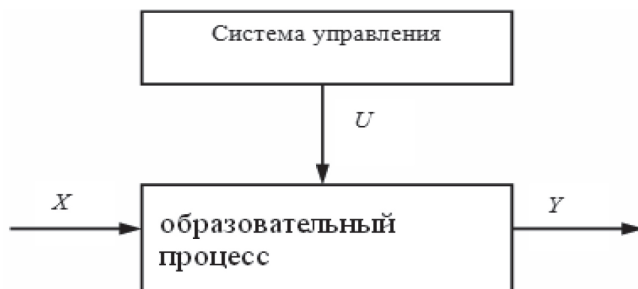 Система управления
U
X
Y
образовательный
процесс